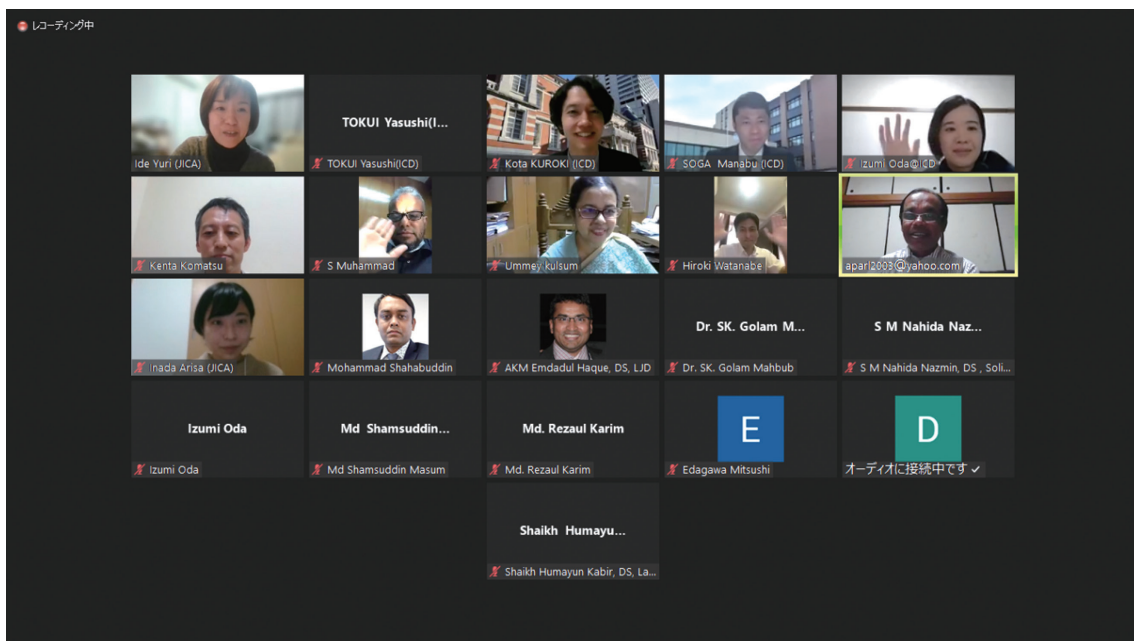 レコーディング中
Ide Yuri (JICA)
TOKUI Yasushi(I...
TOKUI Yasushi(ICD)
Kota KUROKI (ICD)
SOGA Manabu (ICD)
Izumi Oda@ICD
Kenta Komatsu
S Muhammad
Ummey kulsum
Hiroki Watanabe
aparl2003@yahoo.com
Inada Arisa (JICA)
Mohammad Shahabuddin
AKM Emdadul Haque, DS, LJD
Dr. SK. Golam M...
Dr. SK. Golam Mahbub
S M Nahida Naz...
S M Nahida Nazmin, DS , Soli...
Izumi Oda
Izumi Oda
Md Shamsuddin...
Md Shamsuddin Masum
Md. Rezaul Karim
Md. Rezaul Karim
E
Edagawa Mitsushi
D
オーディオに接続中です
Shaikh Humayu...
Shaikh Humayun Kabir, DS, La...